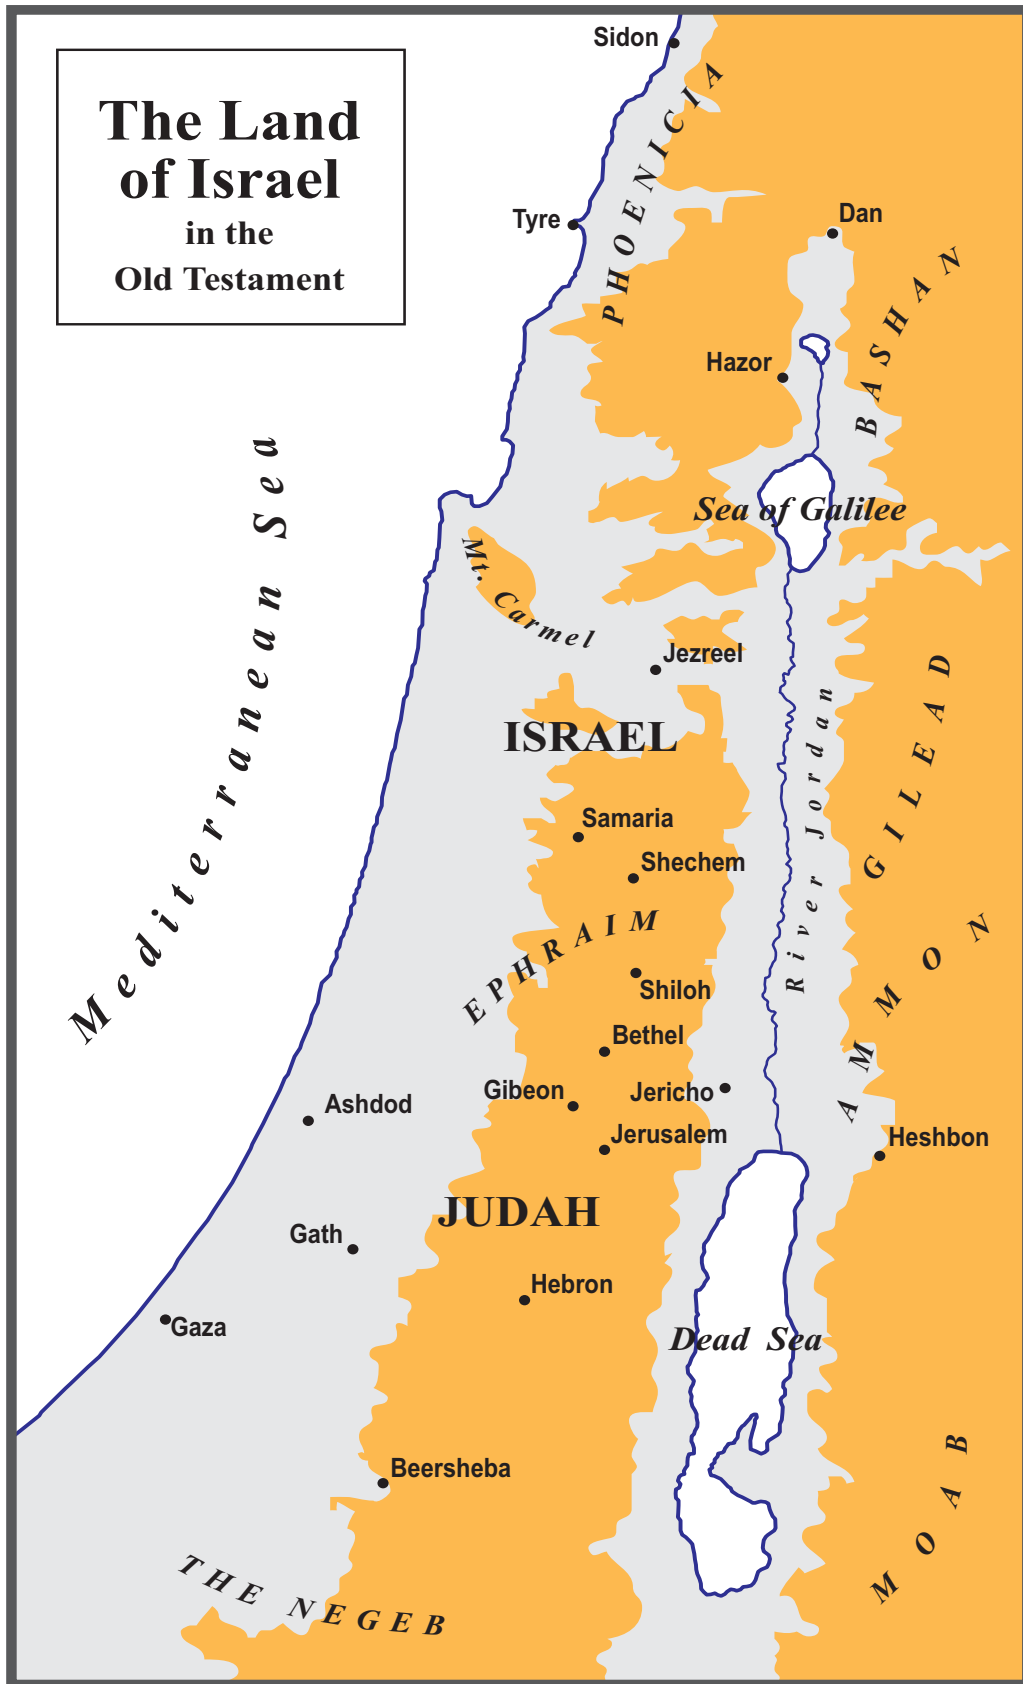 The Land
of Israel
in the
Old Testament
Sidon
PHOENICIA
Tyre
Dan
BASHAN
Hazor
Mediterranean Sea
Sea of Galilee
Mt. Carmel
Jezreel
GILEAD
River Jordan
ISRAEL
Samaria
Shechem
EPHRAIM
AMMON
Shiloh
Bethel
Gibeon
Jericho
Ashdod
Jerusalem
Heshbon
JUDAH
Gath
Hebron
Gaza
Dead Sea
Beersheba
MOAB
THE NEGEB